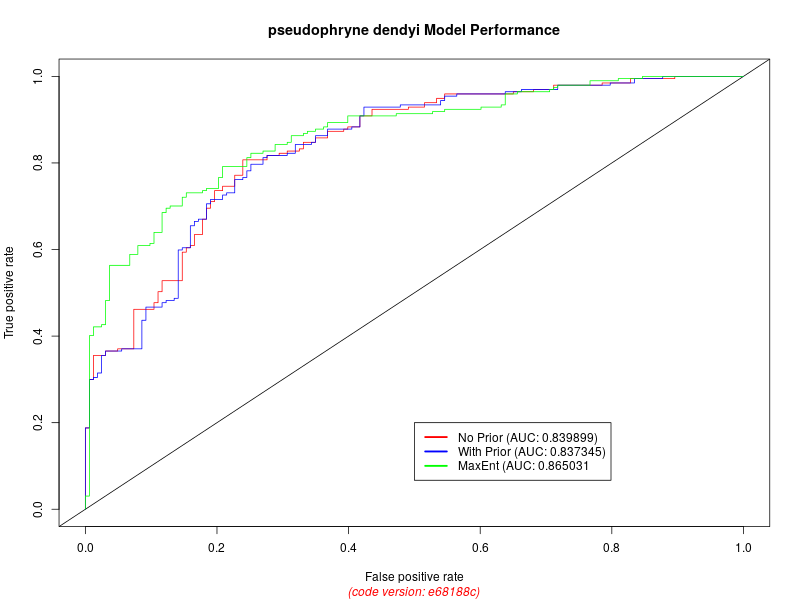 pseudophryne dendyi Model Performance
True positive rate
1.0
0.8
0.6
0.4
0.2
0.0
No Prior (AUC: 0.839899)
With Prior (AUC: 0.837345)
MaxEnt (AUC: 0.865031
0.0 0.2 0.4 0.6 0.8 1.0
False positive rate
(code version: e68188c)